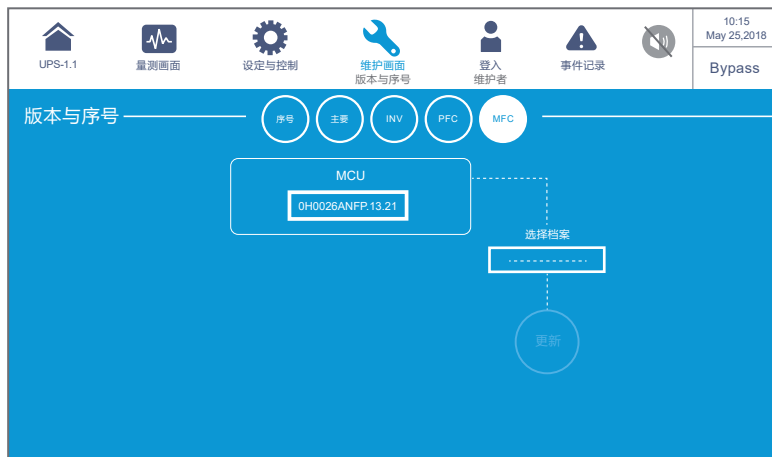 UPS-1.1
量测画面
设定与控制
维护画面
版本与序号
登入
维护者
事件记录
10:15
May 25,2018
Bypass
版本与序号
序号
主要
INV
PFC
MFC
MCU
0H0026ANFP.13.21
选择档案
更新